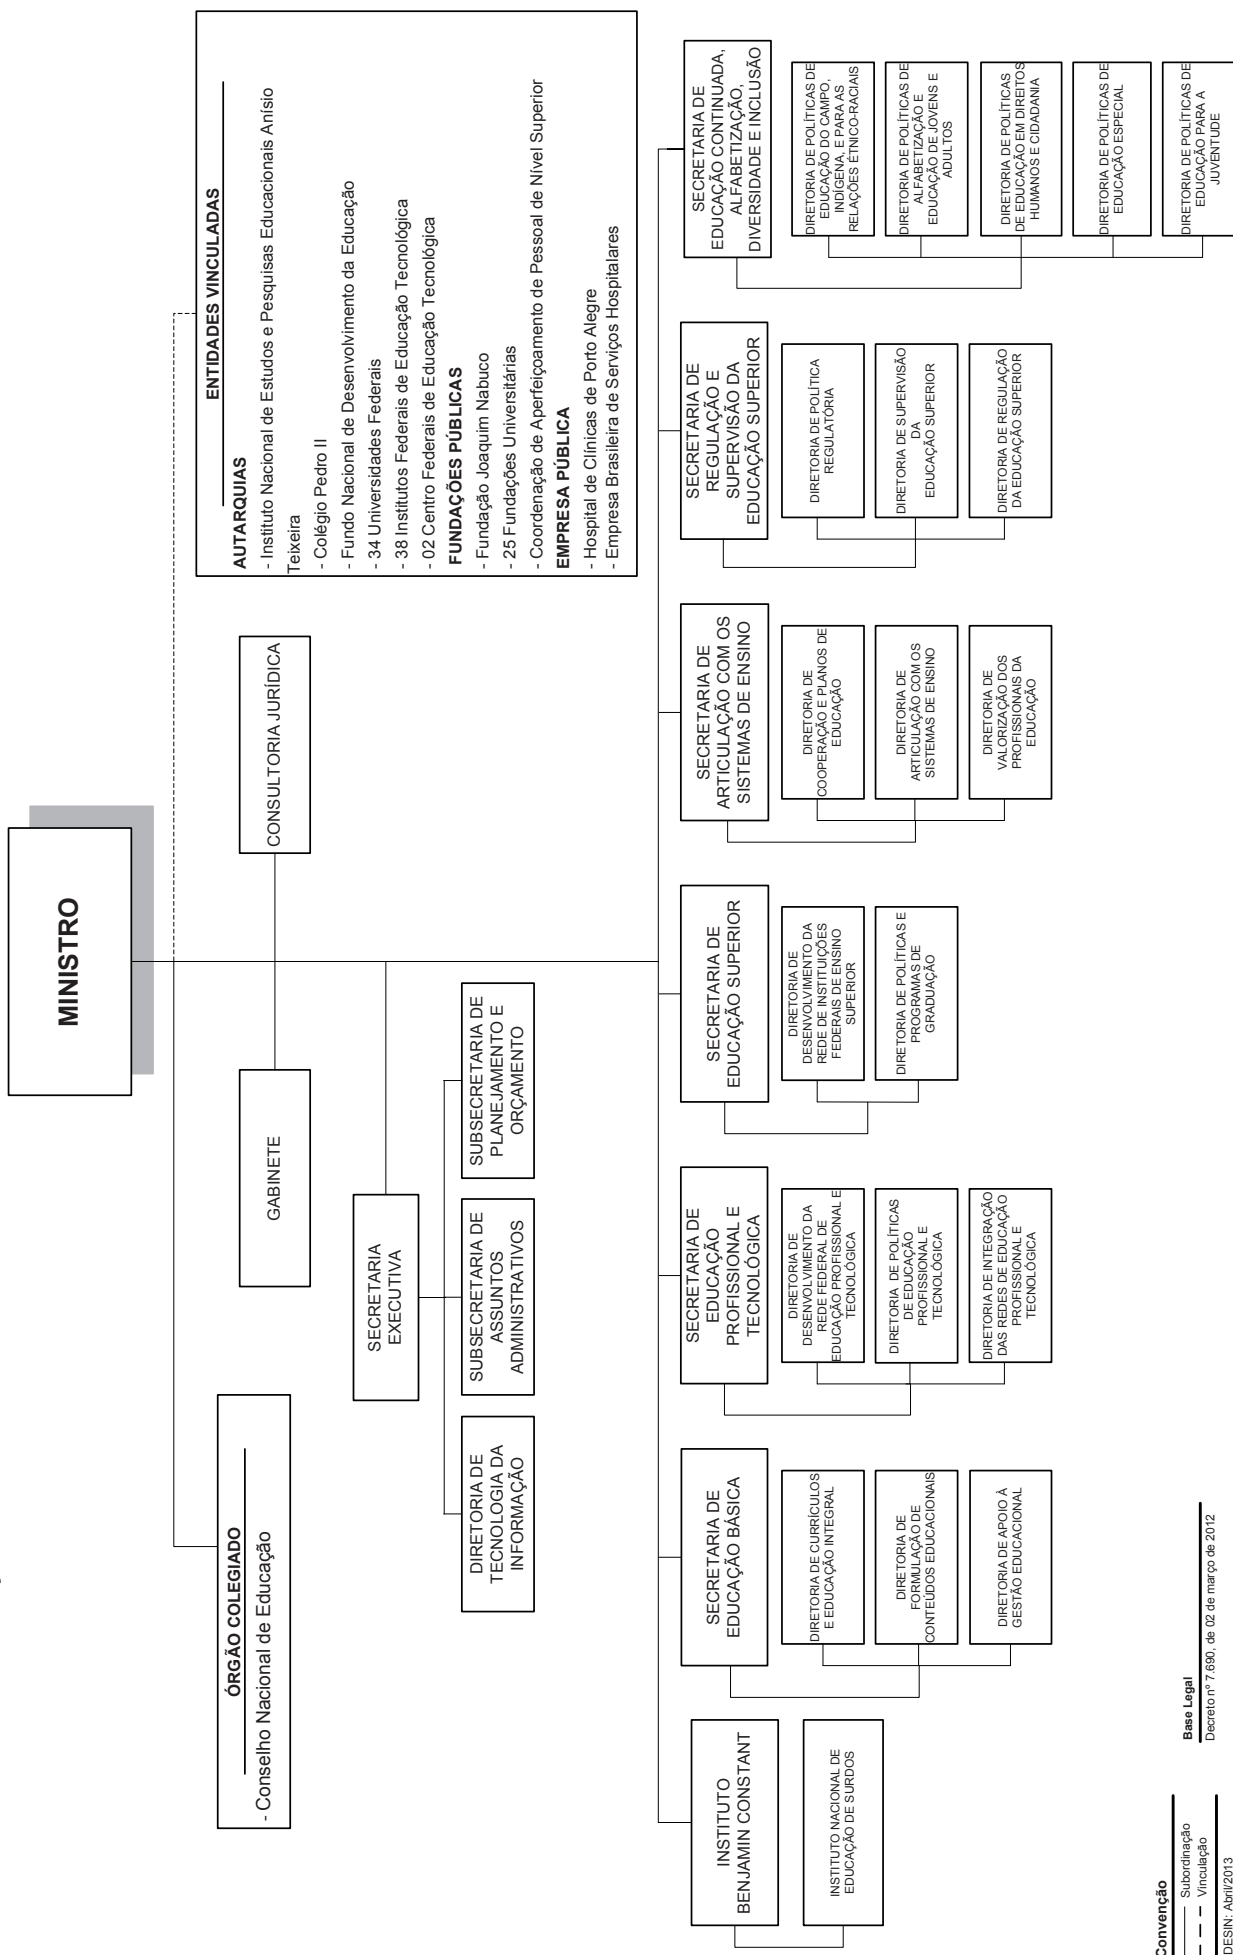 MINISTRO
ÓRGÃO COLEGIADO
- Conselho Nacional de Educação
GABINETE
CONSULTORIA JURÍDICA
ENTIDADES VINCULADAS
AUTARQUIAS
- Instituto Nacional de Estudos e Pesquisas Educacionais Anísio
Teixeira
- Colégio Pedro II
- Fundo Nacional de Desenvolvimento da Educação
- 34 Universidades Federais
- 38 Institutos Federais de Educação Tecnológica
- 02 Centro Federais de Educação Tecnológica
FUNDAÇÕES PÚBLICAS
- Fundação Joaquim Nabuco
- 25 Fundações Universitárias
- Coordenação de Aperfeiçoamento de Pessoal de Nível Superior
EMPRESA PÚBLICA
- Hospital de Clínicas de Porto Alegre
- Empresa Brasileira de Serviços Hospitalares
SECRETARIA
EXECUTIVA
DIRETORIA DE
TECNOLOGIA DA
INFORMAÇÃO
SUBSECRETARIA DE
ASSUNTOS
ADMINISTRATIVOS
SUBSECRETARIA DE
PLANEJAMENTO E
ORÇAMENTO
INSTITUTO
BENJAMIN CONSTANT
INSTITUTO NACIONAL DE
EDUCAÇÃO DE SURDOS
SECRETARIA DE
EDUCAÇÃO BÁSICA
DIRETORIA DE CURRÍCULOS
E EDUCAÇÃO INTEGRAL
DIRETORIA DE
FORMULAÇÃO DE
CONTEÚDOS EDUCACIONAIS
DIRETORIA DE APOIO À
GESTÃO EDUCACIONAL
SECRETARIA DE
EDUCAÇÃO
PROFISSIONAL E
TECNOLÓGICA
DIRETORIA DE
DESENVOLVIMENTO DA
REDE FEDERAL DE
EDUCAÇÃO PROFISSIONAL E
TECNOLÓGICA
DIRETORIA DE POLÍTICAS
DE EDUCAÇÃO
PROFISSIONAL E
TECNOLÓGICA
DIRETORIA DE INTEGRAÇÃO
DAS REDES DE EDUCAÇÃO
PROFISSIONAL E
TECNOLÓGICA
SECRETARIA DE
EDUCAÇÃO SUPERIOR
DIRETORIA DE
DESENVOLVIMENTO DA
REDE DE INSTITUIÇÕES
FEDERAIS DE ENSINO
SUPERIOR
DIRETORIA DE POLÍTICAS E
PROGRAMAS DE
GRADUAÇÃO
SECRETARIA DE
ARTICULAÇÃO COM OS
SISTEMAS DE ENSINO
DIRETORIA DE
COOPERAÇÃO E PLANOS DE
EDUCAÇÃO
DIRETORIA DE
ARTICULAÇÃO COM OS
SISTEMAS DE ENSINO
DIRETORIA DE
VALORIZAÇÃO DOS
PROFISSIONAIS DA
EDUCAÇÃO
SECRETARIA DE
REGULAÇÃO E
SUPERVISÃO DA
EDUCAÇÃO SUPERIOR
DIRETORIA DE POLÍTICA
REGULATÓRIA
DIRETORIA DE SUPERVISÃO
DA
EDUCAÇÃO SUPERIOR
DIRETORIA DE REGULAÇÃO
DA EDUCAÇÃO SUPERIOR
SECRETARIA DE
EDUCAÇÃO CONTINUADA,
ALFABETIZAÇÃO,
DIVERSIDADE E INCLUSÃO
DIRETORIA DE POLÍTICAS DE
EDUCAÇÃO DO CAMPO,
INDÍGENA, E PARA AS
RELAÇÕES ÉTNICO-RACIAIS
DIRETORIA DE POLÍTICAS DE
ALFABETIZAÇÃO E
EDUCAÇÃO DE JOVENS E
ADULTOS
DIRETORIA DE POLÍTICAS
DE EDUCAÇÃO EM DIREITOS
HUMANOS E CIDADANIA
DIRETORIA DE POLÍTICAS DE
EDUCAÇÃO ESPECIAL
DIRETORIA DE POLÍTICAS DE
EDUCAÇÃO PARA A
JUVENTUDE
Convenção
Subordinação
Vinculação
DESIN: Abril/2013
Base Legal
Decreto nº 7.690, de 02 de março de 2012